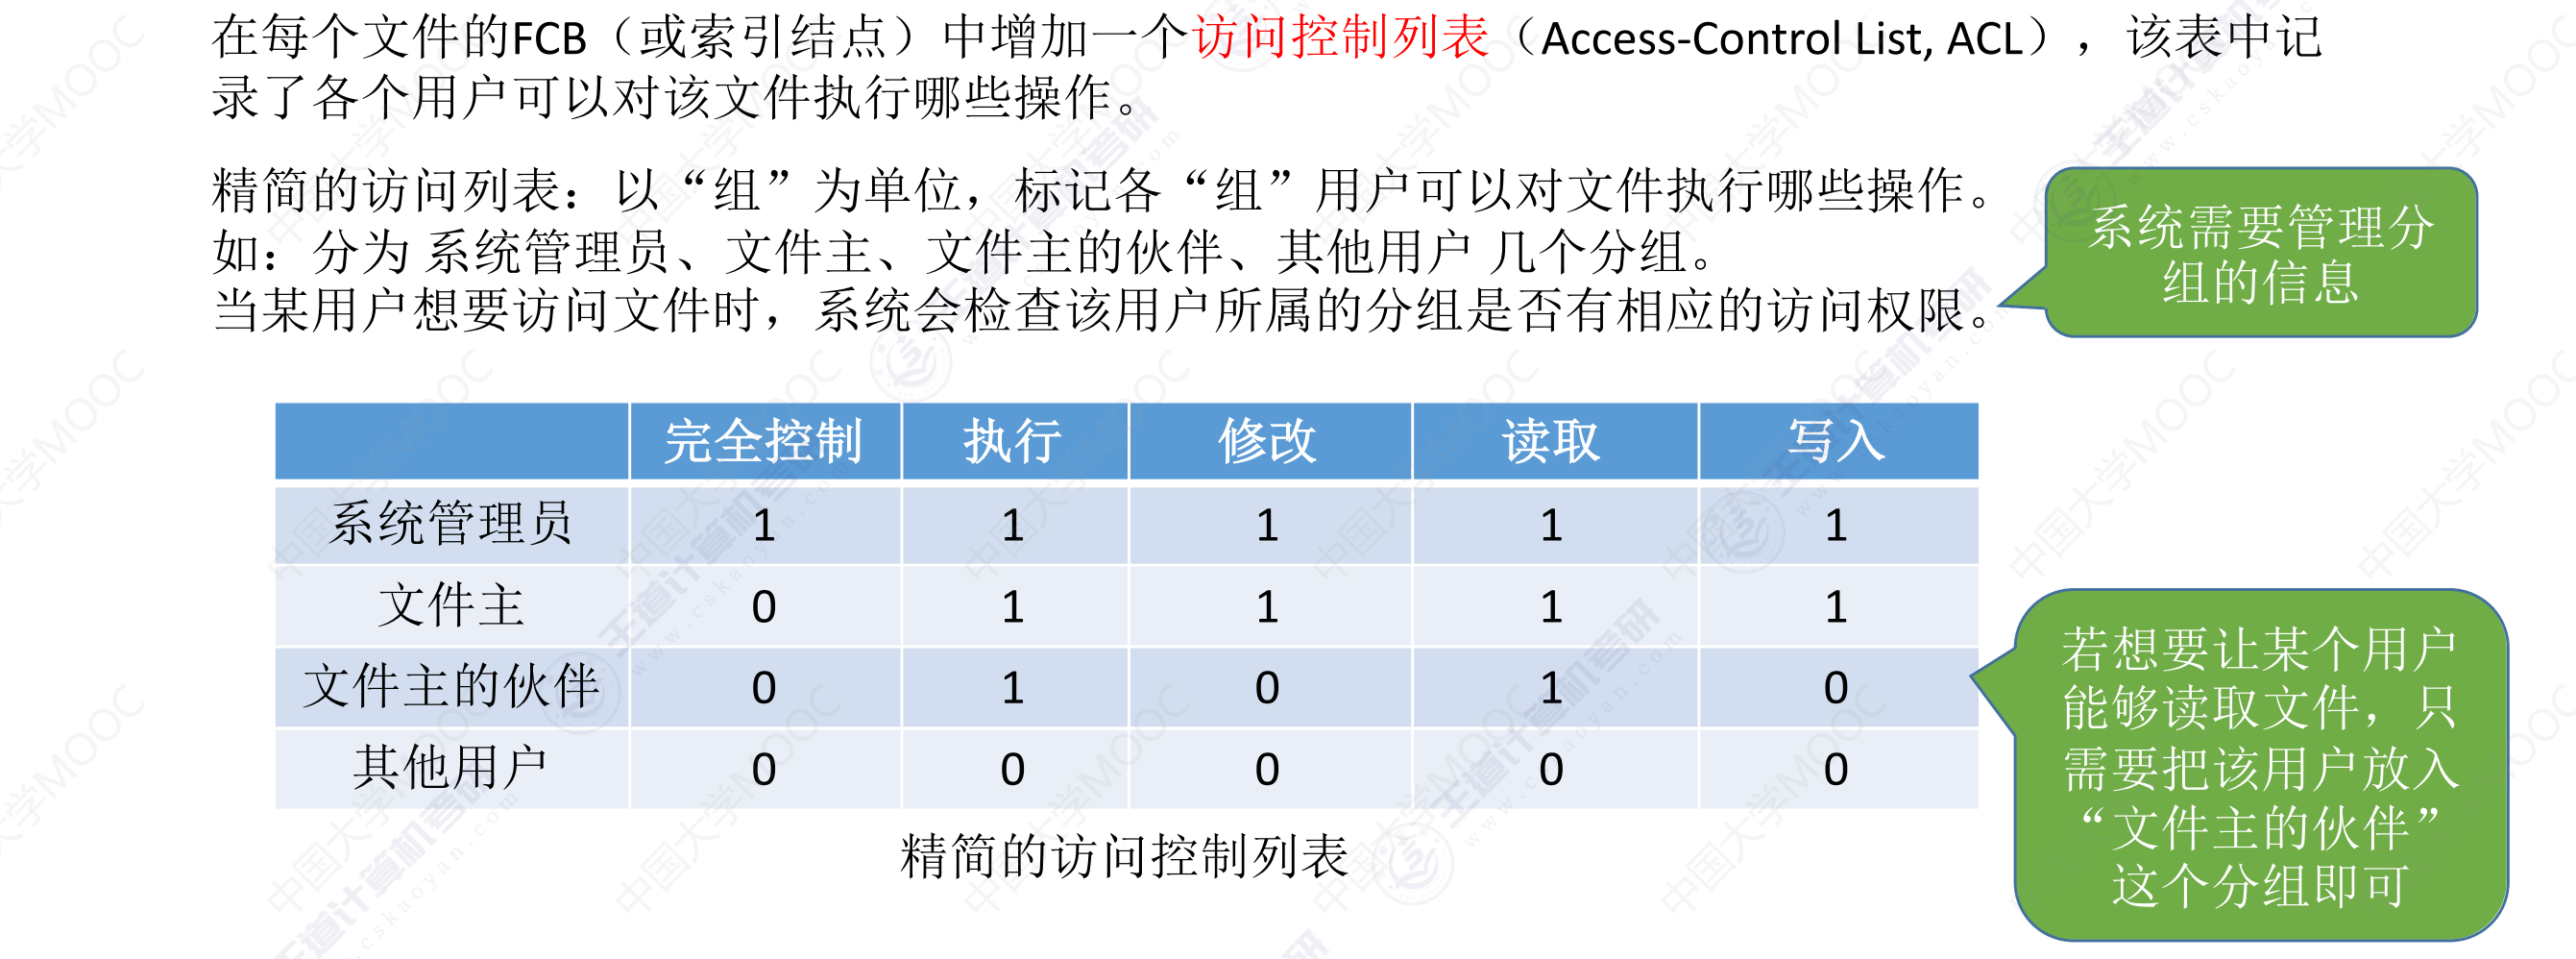 在每个文件的FCB（或索引结点）中增加一个访问控制列表（Access-Control List, ACL），该表中记
录了各个用户可以对该文件执行哪些操作。
精简的访问列表：以“组”为单位，标记各“组”用户可以对文件执行哪些操作。
如：分为 系统管理员、文件主、文件主的伙伴、其他用户 几个分组。
当某用户想要访问文件时，系统会检查该用户所属的分组是否有相应的访问权限。
系统需要管理分
组的信息
完全控制 执行 修改 读取 写入
系统管理员 1 1 1 1 1
文件主 0 1 1 1 1
文件主的伙伴 0 1 0 1 0
其他用户 0 0 0 0 0
精简的访问控制列表
若想要让某个用户
能够读取文件，只
需要把该用户放入
“文件主的伙伴”
这个分组即可
中国大学MOOC
王道计算机考研
www.cskaoyan.com